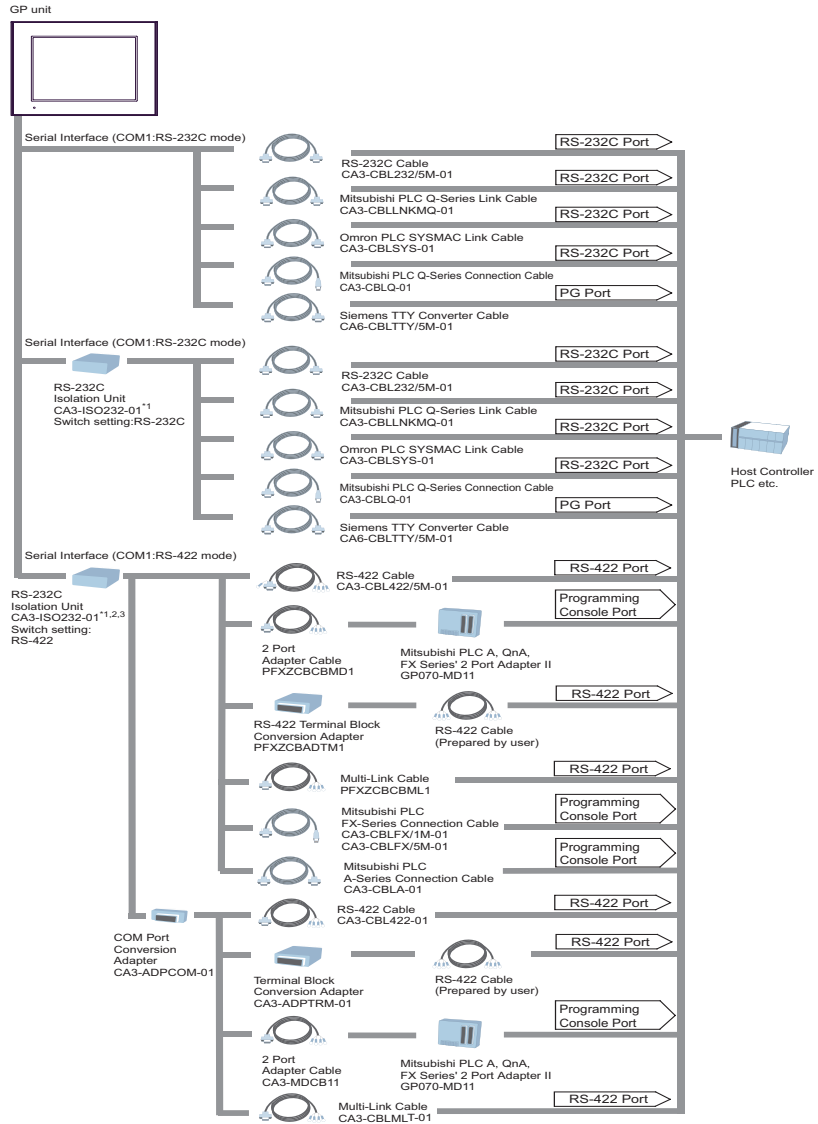 GP unit
Serial Interface (COM1:RS-232C mode)
RS-232C Port
RS-232C Cable
CA3-CBL232/5M-01
RS-232C Port
Mitsubishi PLC Q-Series Link Cable
CA3-CBLLNKMQ-01
RS-232C Port
Omron PLC SYSMAC Link Cable
CA3-CBLSYS-01
RS-232C Port
Mitsubishi PLC Q-Series Connection Cable
CA3-CBLQ-01
PG Port
Siemens TTY Converter Cable
CA6-CBLTTY/5M-01
Serial Interface (COM1:RS-232C mode)
RS-232C
Isolation Unit
CA3-ISO232-01*1
Switch setting:RS-232C
RS-232C Port
RS-232C Cable
CA3-CBL232/5M-01
RS-232C Port
Mitsubishi PLC Q-Series Link Cable
CA3-CBLLNKMQ-01
RS-232C Port
Omron PLC SYSMAC Link Cable
CA3-CBLSYS-01
RS-232C Port
Mitsubishi PLC Q-Series Connection Cable
CA3-CBLQ-01
PG Port
Siemens TTY Converter Cable
CA6-CBLTTY/5M-01
Host Controller
PLC etc.
Serial Interface (COM1:RS-422 mode)
RS-232C
Isolation Unit
CA3-ISO232-01*1,2,3
Switch setting:
RS-422
RS-422 Cable
CA3-CBL422/5M-01
RS-422 Port
2 Port
Adapter Cable
PFXZCBCBMD1
Mitsubishi PLC A, QnA,
FX Series' 2 Port Adapter II
GP070-MD11
Programming
Console Port
RS-422 Terminal Block
Conversion Adapter
PFXZCBADTM1
RS-422 Cable
(Prepared by user)
RS-422 Port
Multi-Link Cable
PFXZCBCBML1
RS-422 Port
Mitsubishi PLC
FX-Series Connection Cable
CA3-CBLFX/1M-01
CA3-CBLFX/5M-01
Programming
Console Port
Mitsubishi PLC
A-Series Connection Cable
CA3-CBLA-01
Programming
Console Port
COM Port
Conversion
Adapter
CA3-ADPCOM-01
RS-422 Cable
CA3-CBL422-01
RS-422 Port
Terminal Block
Conversion Adapter
CA3-ADPTRM-01
RS-422 Cable
(Prepared by user)
RS-422 Port
2 Port
Adapter Cable
CA3-MDCB11
Mitsubishi PLC A, QnA,
FX Series' 2 Port Adapter II
GP070-MD11
Programming
Console Port
Multi-Link Cable
CA3-CBLMLT-01
RS-422 Port